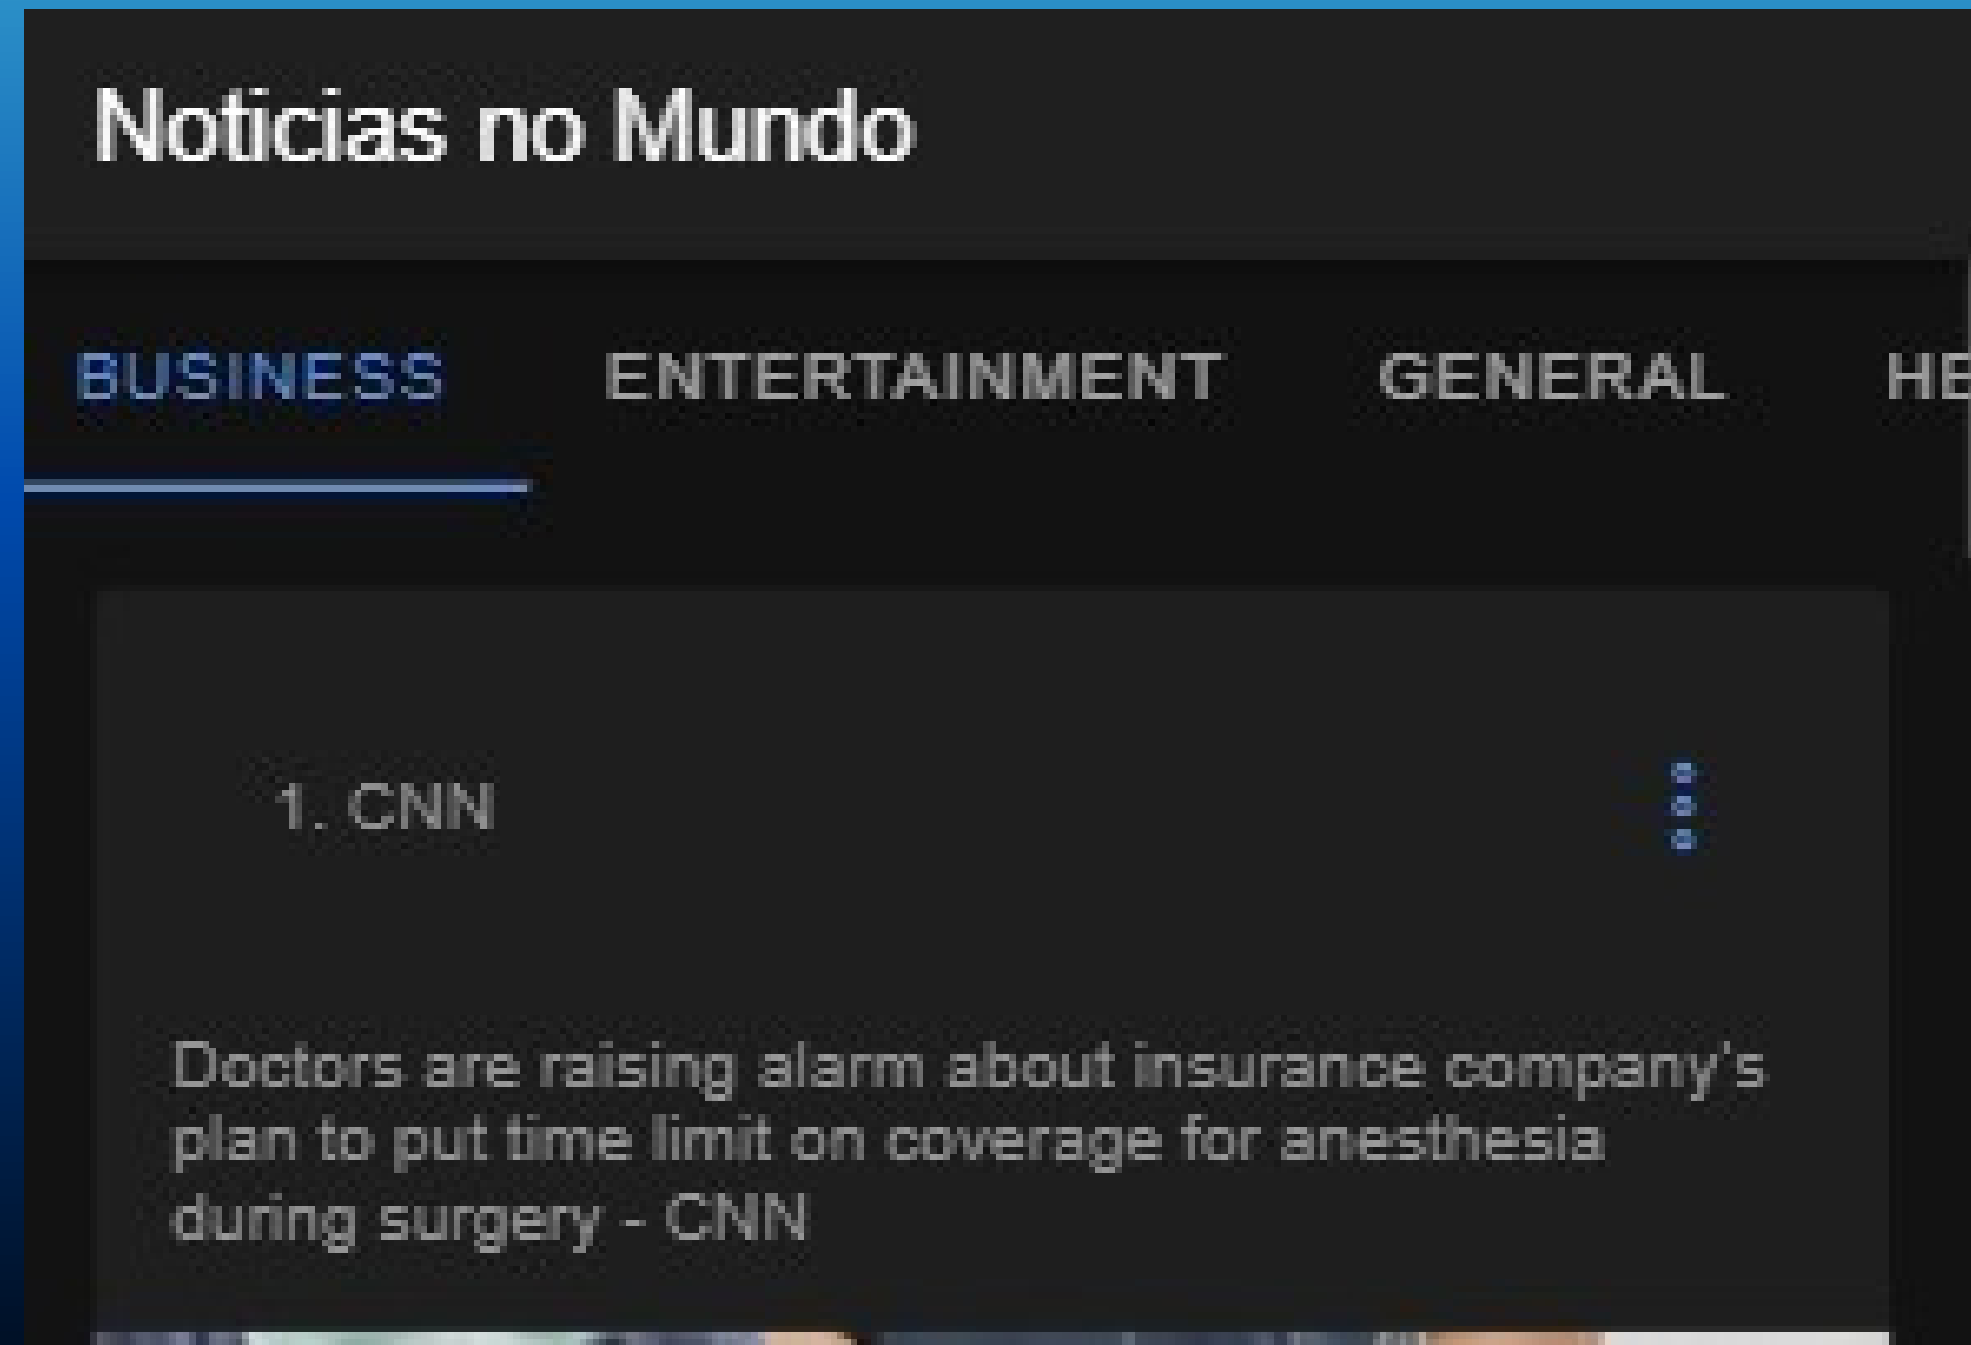 Noticias no Mundo
BUSINESS ENTERTAINMENT GENERAL HE
1. CNN
Doctors are raising alarm about insurance company's
plan to put time limit on coverage for anesthesia
during surgery - CNN